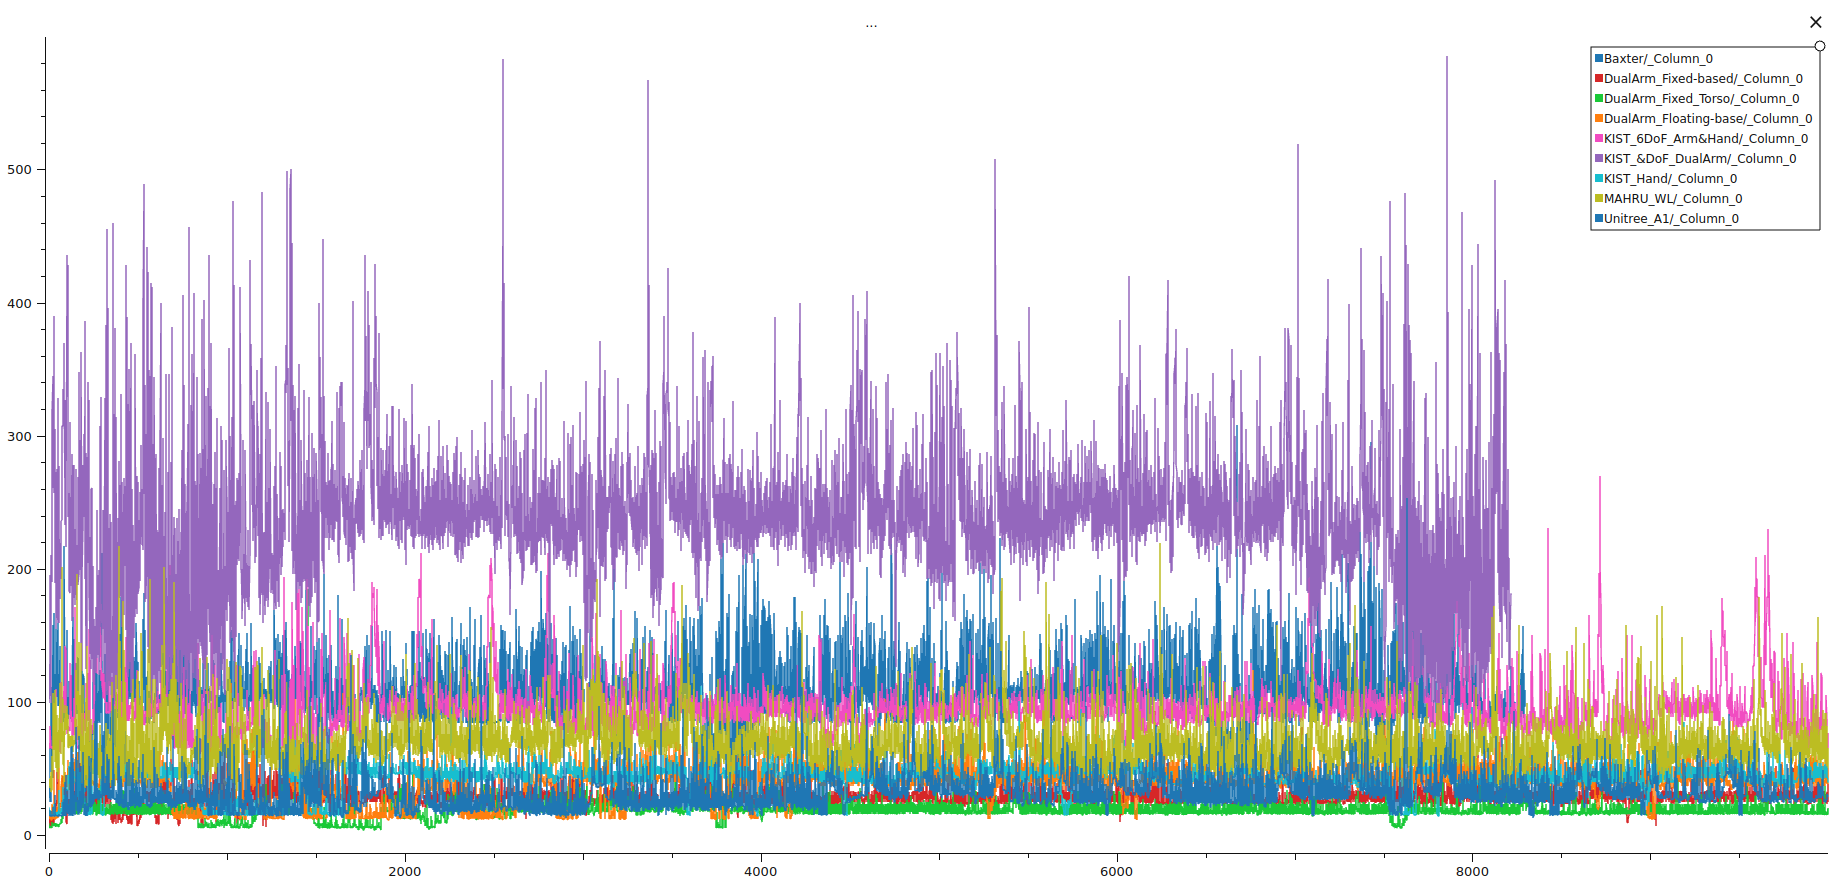 ...
×
Baxter/_Column_0
DualArm_Fixed-based/_Column_0
DualArm_Fixed_Torso/_Column_0
DualArm_Floating-base/_Column_0
KIST_6DoF_Arm&Hand/_Column_0
KIST_&DoF_DualArm/_Column_0
KIST_Hand/_Column_0
MAHRU_WL/_Column_0
Unitree_A1/_Column_0
500
400
300
200
100
0
0 2000 4000 6000 8000